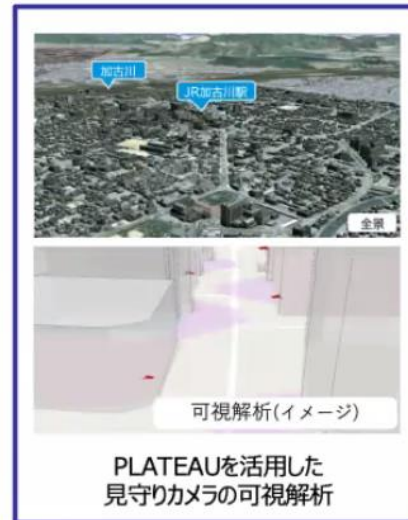 加古川
JR加古川駅
全景
可視解析(イメージ)
PLATEAUを活用した
見守りカメラの可視解析